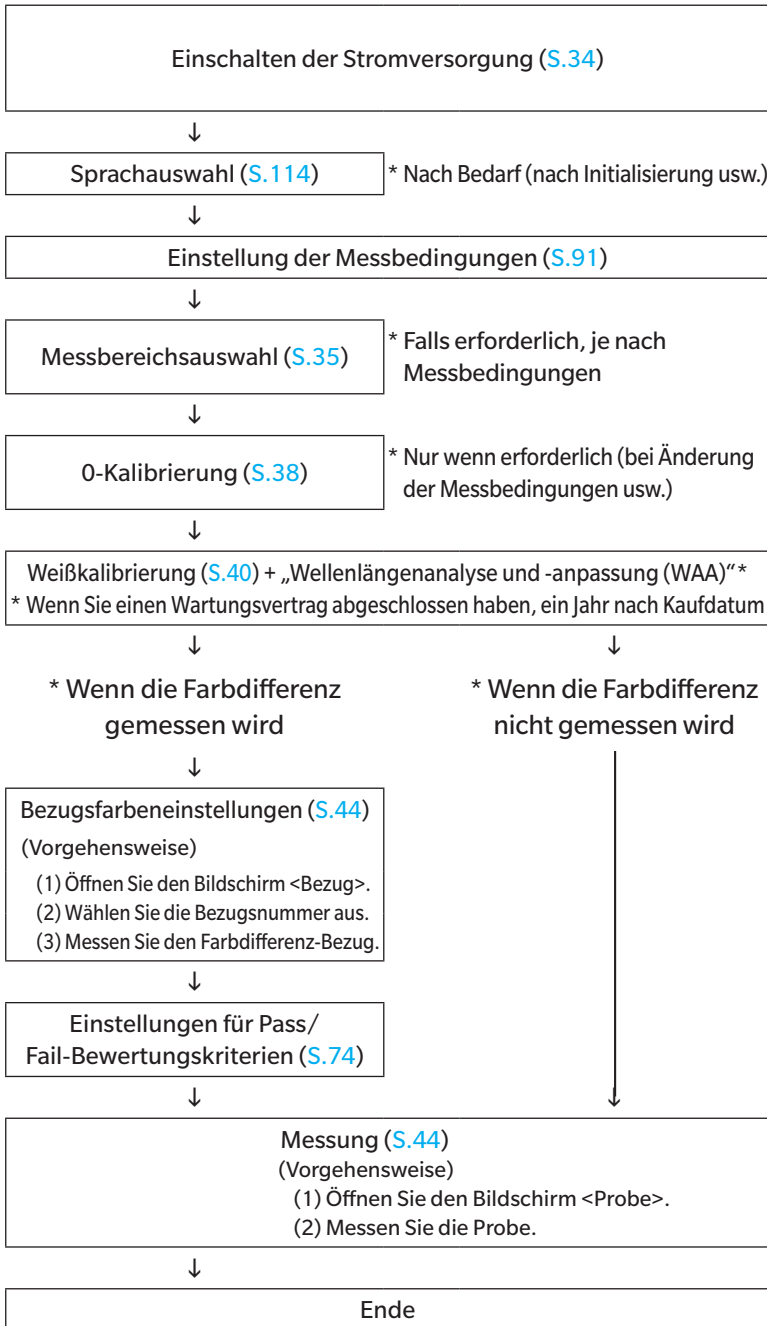 Einschalten der Stromversorgung (S.34)
↓
Sprachauswahl (S.114)
* Nach Bedarf (nach Initialisierung usw.)
↓
Einstellung der Messbedingungen (S.91)
↓
Messbereichsauswahl (S.35)
* Falls erforderlich, je nach
Messbedingungen
↓
0-Kalibrierung (S.38)
* Nur wenn erforderlich (bei Änderung
der Messbedingungen usw.)
↓
Weißkalibrierung (S.40) + „Wellenlängenanalyse und -anpassung (WAA)“*
* Wenn Sie einen Wartungsvertrag abgeschlossen haben, ein Jahr nach Kaufdatum
↓ ↓
* Wenn die Farbdifferenz
gemessen wird
* Wenn die Farbdifferenz
nicht gemessen wird
↓
Bezugsfarbeneinstellungen (S.44)
(Vorgehensweise)
(1) Öffnen Sie den Bildschirm <Bezug>.
(2) Wählen Sie die Bezugsnummer aus.
(3) Messen Sie den Farbdifferenz-Bezug.
↓
Einstellungen für Pass/
Fail-Bewertungskriterien (S.74)
↓ ↓
Messung (S.44)
(Vorgehensweise)
(1) Öffnen Sie den Bildschirm <Probe>.
(2) Messen Sie die Probe.
↓
Ende